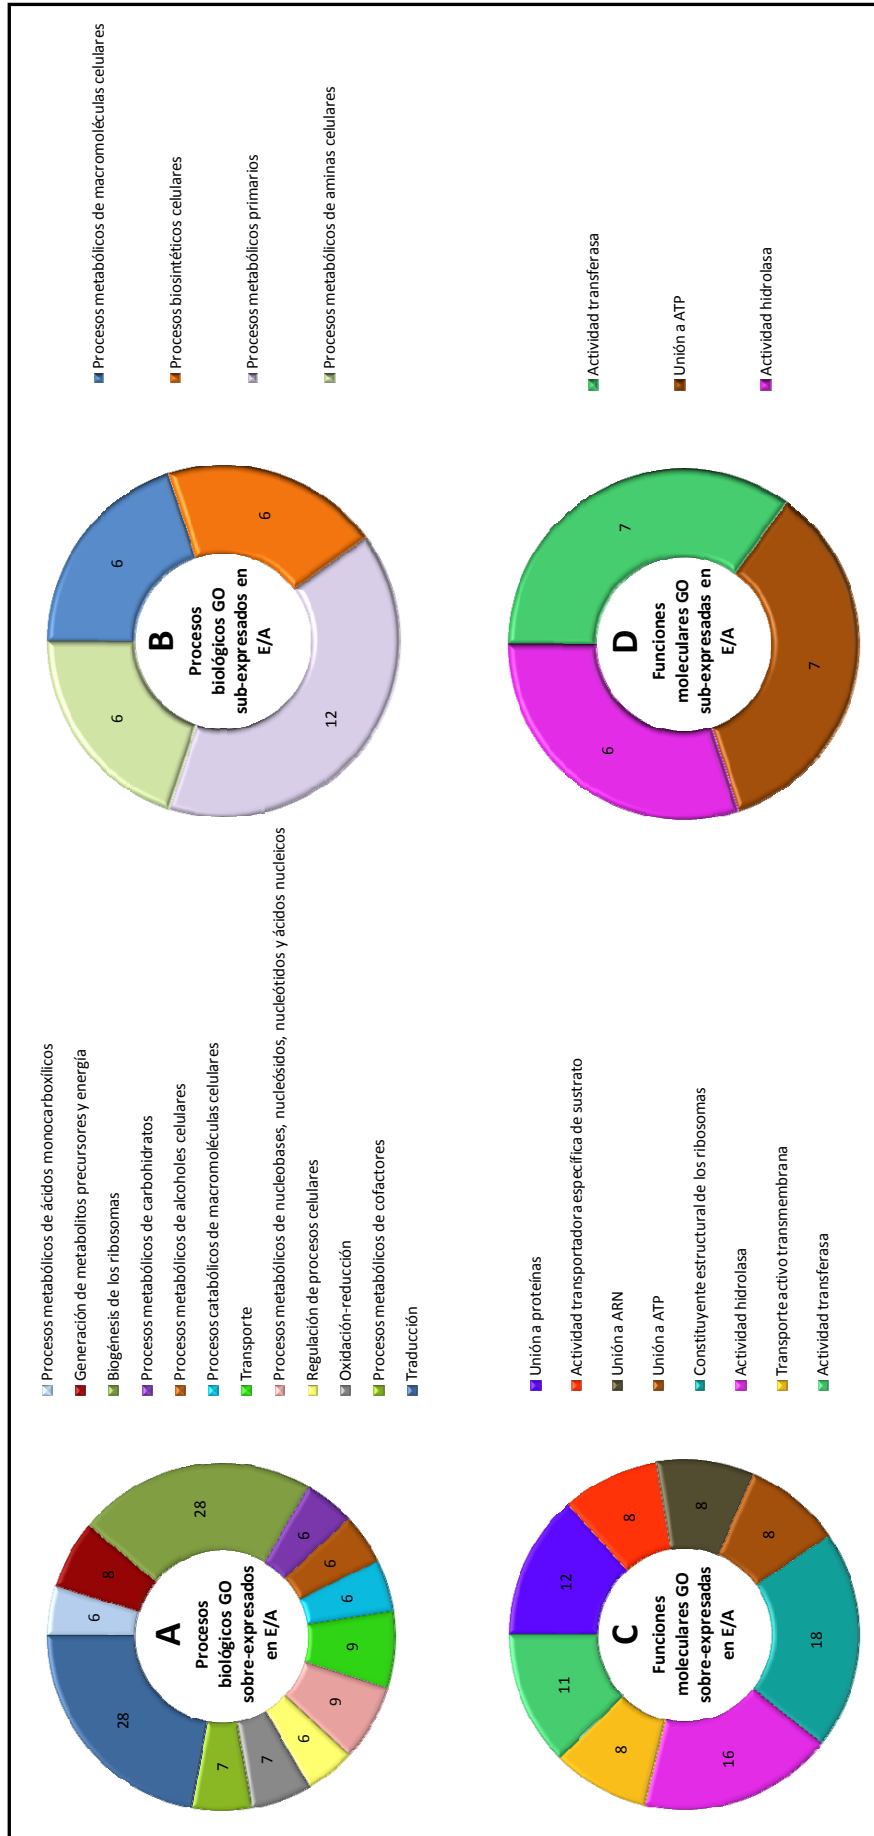 A
Procesos
biológicos GO
sobre-expresados
en E/A
6
8
28
6
6
6
9
9
6
7
7
28
Procesos metabólicos de ácidos monocarboxílicos
Generación de metabolitos precursores y energía
Biogénesis de los ribosomas
Procesos metabólicos de carbohidratos
Procesos metabólicos de alcoholes celulares
Procesos catabólicos de macromoléculas celulares
Transporte
Procesos metabólicos de nucleobases, nucleósidos, nucleótidos y ácidos nucleicos
Regulación de procesos celulares
Oxidación-reducción
Procesos metabólicos de cofactores
Traducción
B
Procesos
biológicos GO
sub-expresados en
E/A
6
6
12
6
Procesos metabólicos de macromoléculas celulares
Procesos biosintéticos celulares
Procesos metabólicos primarios
Procesos metabólicos de aminas celulares
C
Funciones
moleculares GO
sobre-expresadas
en E/A
12
8
8
8
18
16
8
11
Unión a proteínas
Actividad transportadora específica de sustrato
Unión a ARN
Unión a ATP
Constituyente estructural de los ribosomas
Actividad hidrolasa
Transporte activo transmembrana
Actividad transferasa
D
Funciones
moleculares GO
sub-expresadas en
E/A
7
7
6
Actividad transferasa
Unión a ATP
Actividad hidrolasa